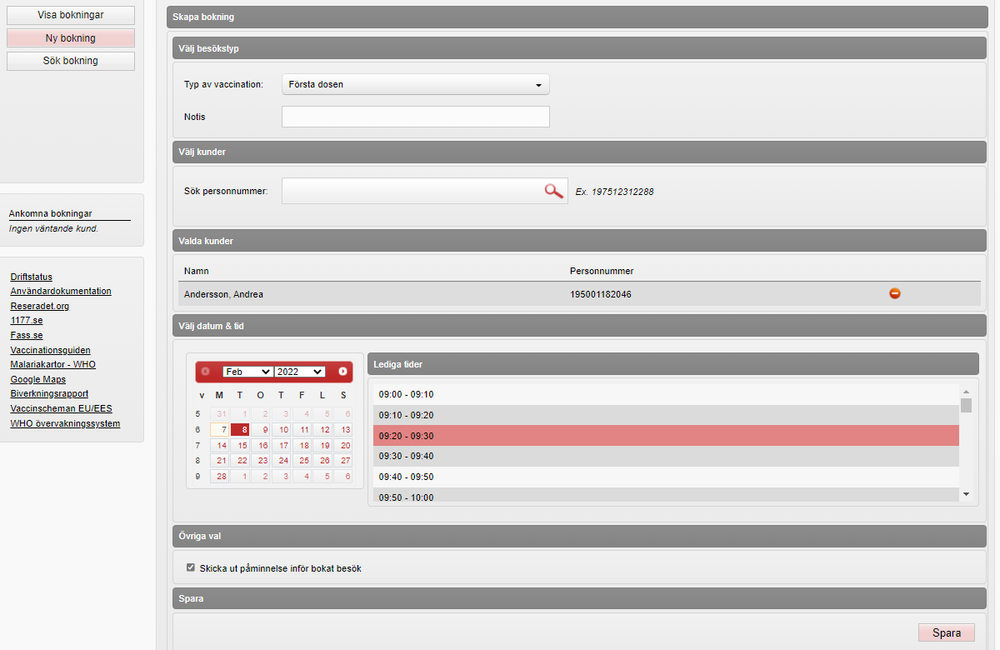 Visa bokningar
Ny bokning
Sök bokning
Ankomna bokningar
Ingen väntande kund.
Driftstatus
Användardokumentation
Reseradet.org
1177.se
Fass.se
Vaccinationsguiden
Malariakartor - WHO
Google Maps
Biverkningsrapport
Vaccinscheman EU/EES
WHO övervakningssystem
Skapa bokning
Välj besökstyp
Typ av vaccination: Första dosen
Notis
Välj kunder
Sök personnummer: Ex. 197512312288
Valda kunder
Namn Personnummer
Andersson, Andrea 195001182046
Välj datum & tid
Feb 2022
v M T O T F L S
5 31 1 2 3 4 5 6
6 7 8 9 10 11 12 13
7 14 15 16 17 18 19 20
8 21 22 23 24 25 26 27
9 28 1 2 3 4 5 6
Lediga tider
09:00 - 09:10
09:10 - 09:20
09:20 - 09:30
09:30 - 09:40
09:40 - 09:50
09:50 - 10:00
Övriga val
Skicka ut påminnelse inför bokat besök
Spara
Spara